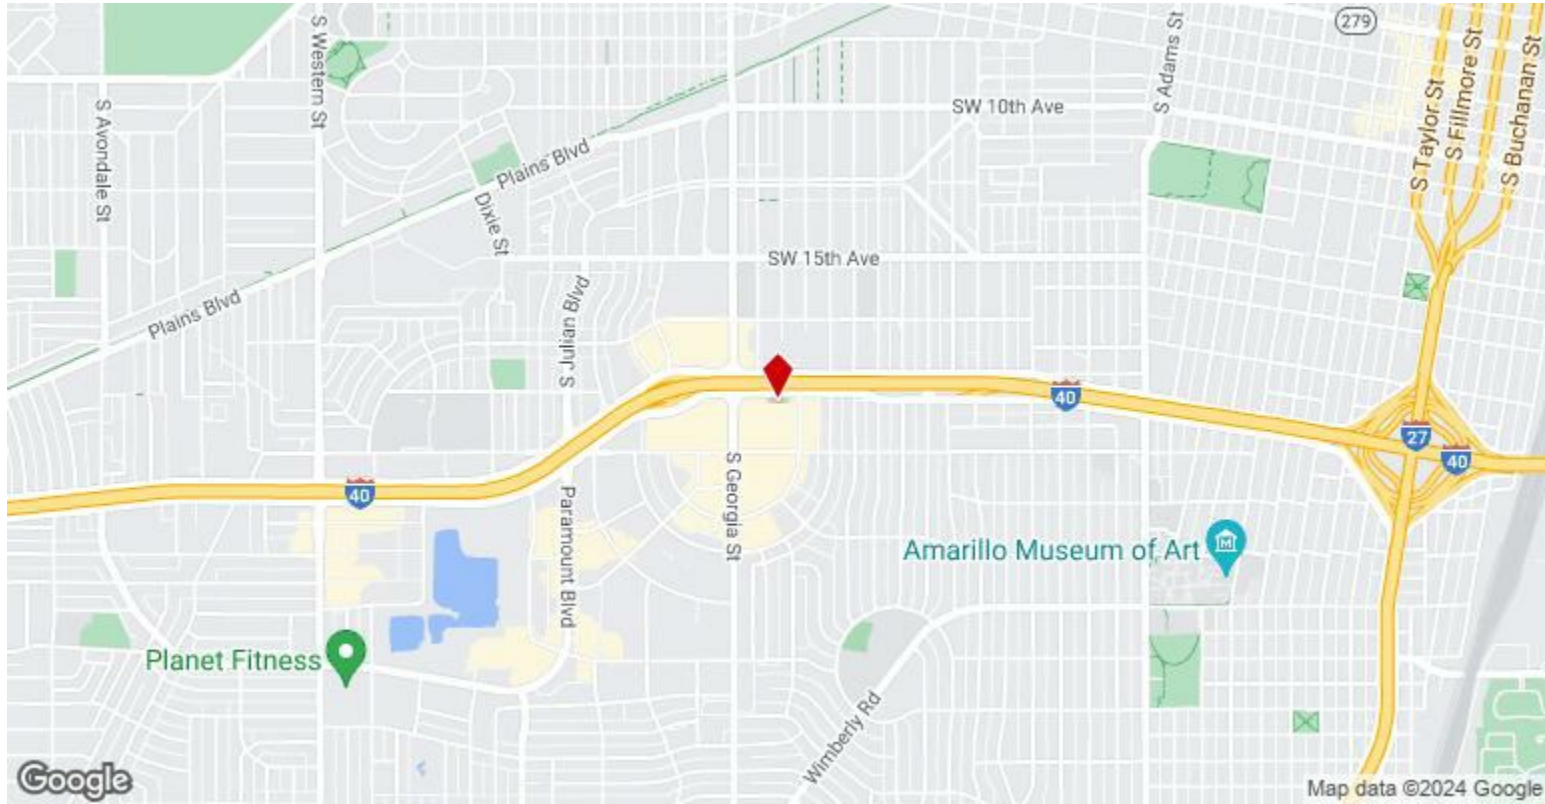 279
S Western St
S Adams St
S Taylor St
S Fillmore St
S Buchanan St
S Avondale St
SW 10th Ave
Plains Blvd
Dixie St
SW 15th Ave
Plains Blvd
S Julian Blvd
40
27
40
40
S Georgia St
Paramount Blvd
Amarillo Museum of Art
M
Planet Fitness
Wimberly Rd
Google
Map data ©2024 Google